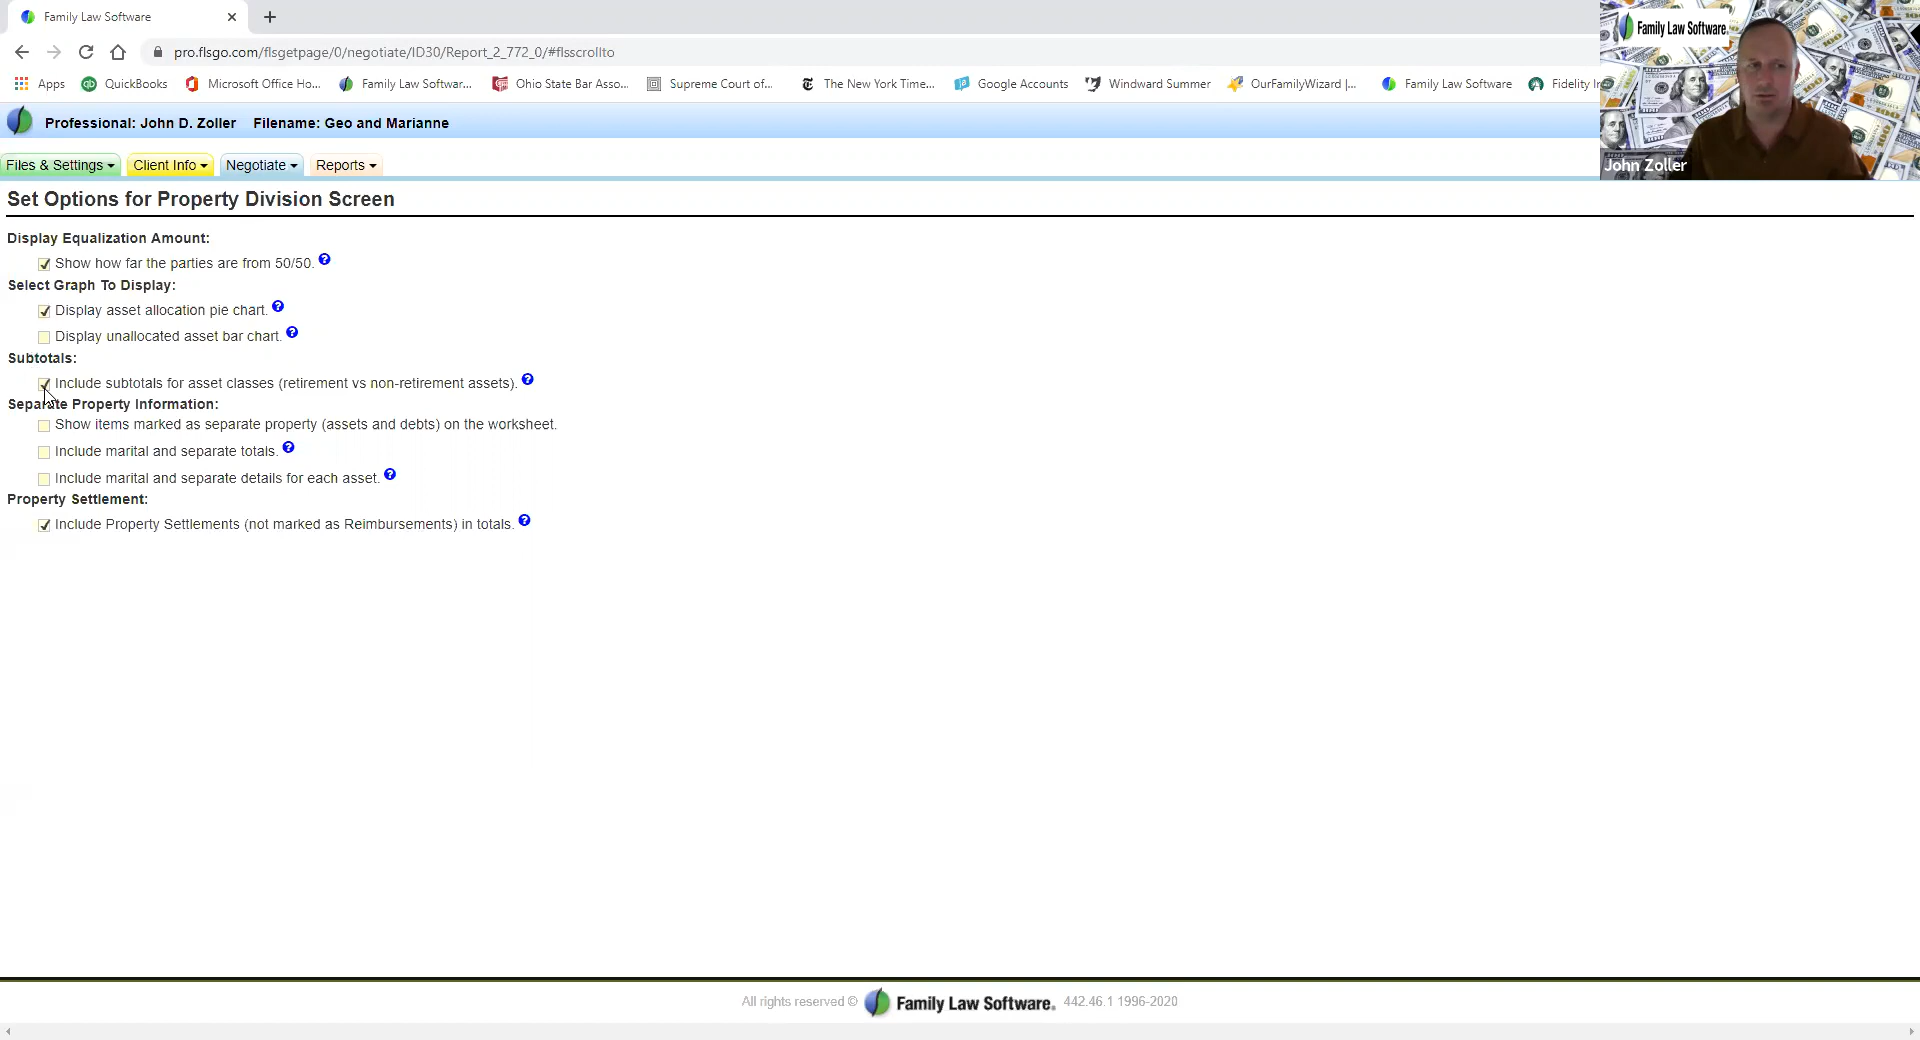 Family Law Software
pro.flsgo.com/flsgetpage/0/negotiate/ID30/Report_2_772_0/#flsscrollto
Apps QuickBooks Microsoft Office Ho... Family Law Softwar... Ohio State Bar Asso... Supreme Court of... The New York Time... Google Accounts Windward Summer OurFamilyWizard |... Family Law Software Fidelity In
Family Law Software.
John Zoller
Professional: John D. Zoller Filename: Geo and Marianne
Files & Settings Client Info Negotiate Reports
Set Options for Property Division Screen
Display Equalization Amount:
Show how far the parties are from 50/50. ?
Select Graph To Display:
Display asset allocation pie chart. ?
Display unallocated asset bar chart. ?
Subtotals:
Include subtotals for asset classes (retirement vs non-retirement assets). ?
Separate Property Information:
Show items marked as separate property (assets and debts) on the worksheet.
Include marital and separate totals. ?
Include marital and separate details for each asset. ?
Property Settlement:
Include Property Settlements (not marked as Reimbursements) in totals. ?
All rights reserved © Family Law Software. 442.46.1 1996-2020